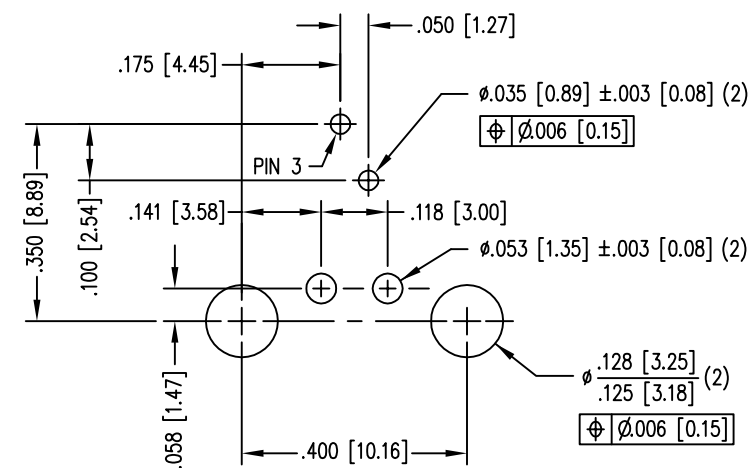 .050 [1.27]
.175 [4.45]
ø.035 [0.89] ±.003 [0.08] (2)
⌖ Ø.006 [0.15]
PIN 3
.350 [8.89]
.100 [2.54]
.141 [3.58]
.118 [3.00]
ø.053 [1.35] ±.003 [0.08] (2)
.058 [1.47]
ø .128 [3.25]
.125 [3.18] (2)
⌖ Ø.006 [0.15]
.400 [10.16]